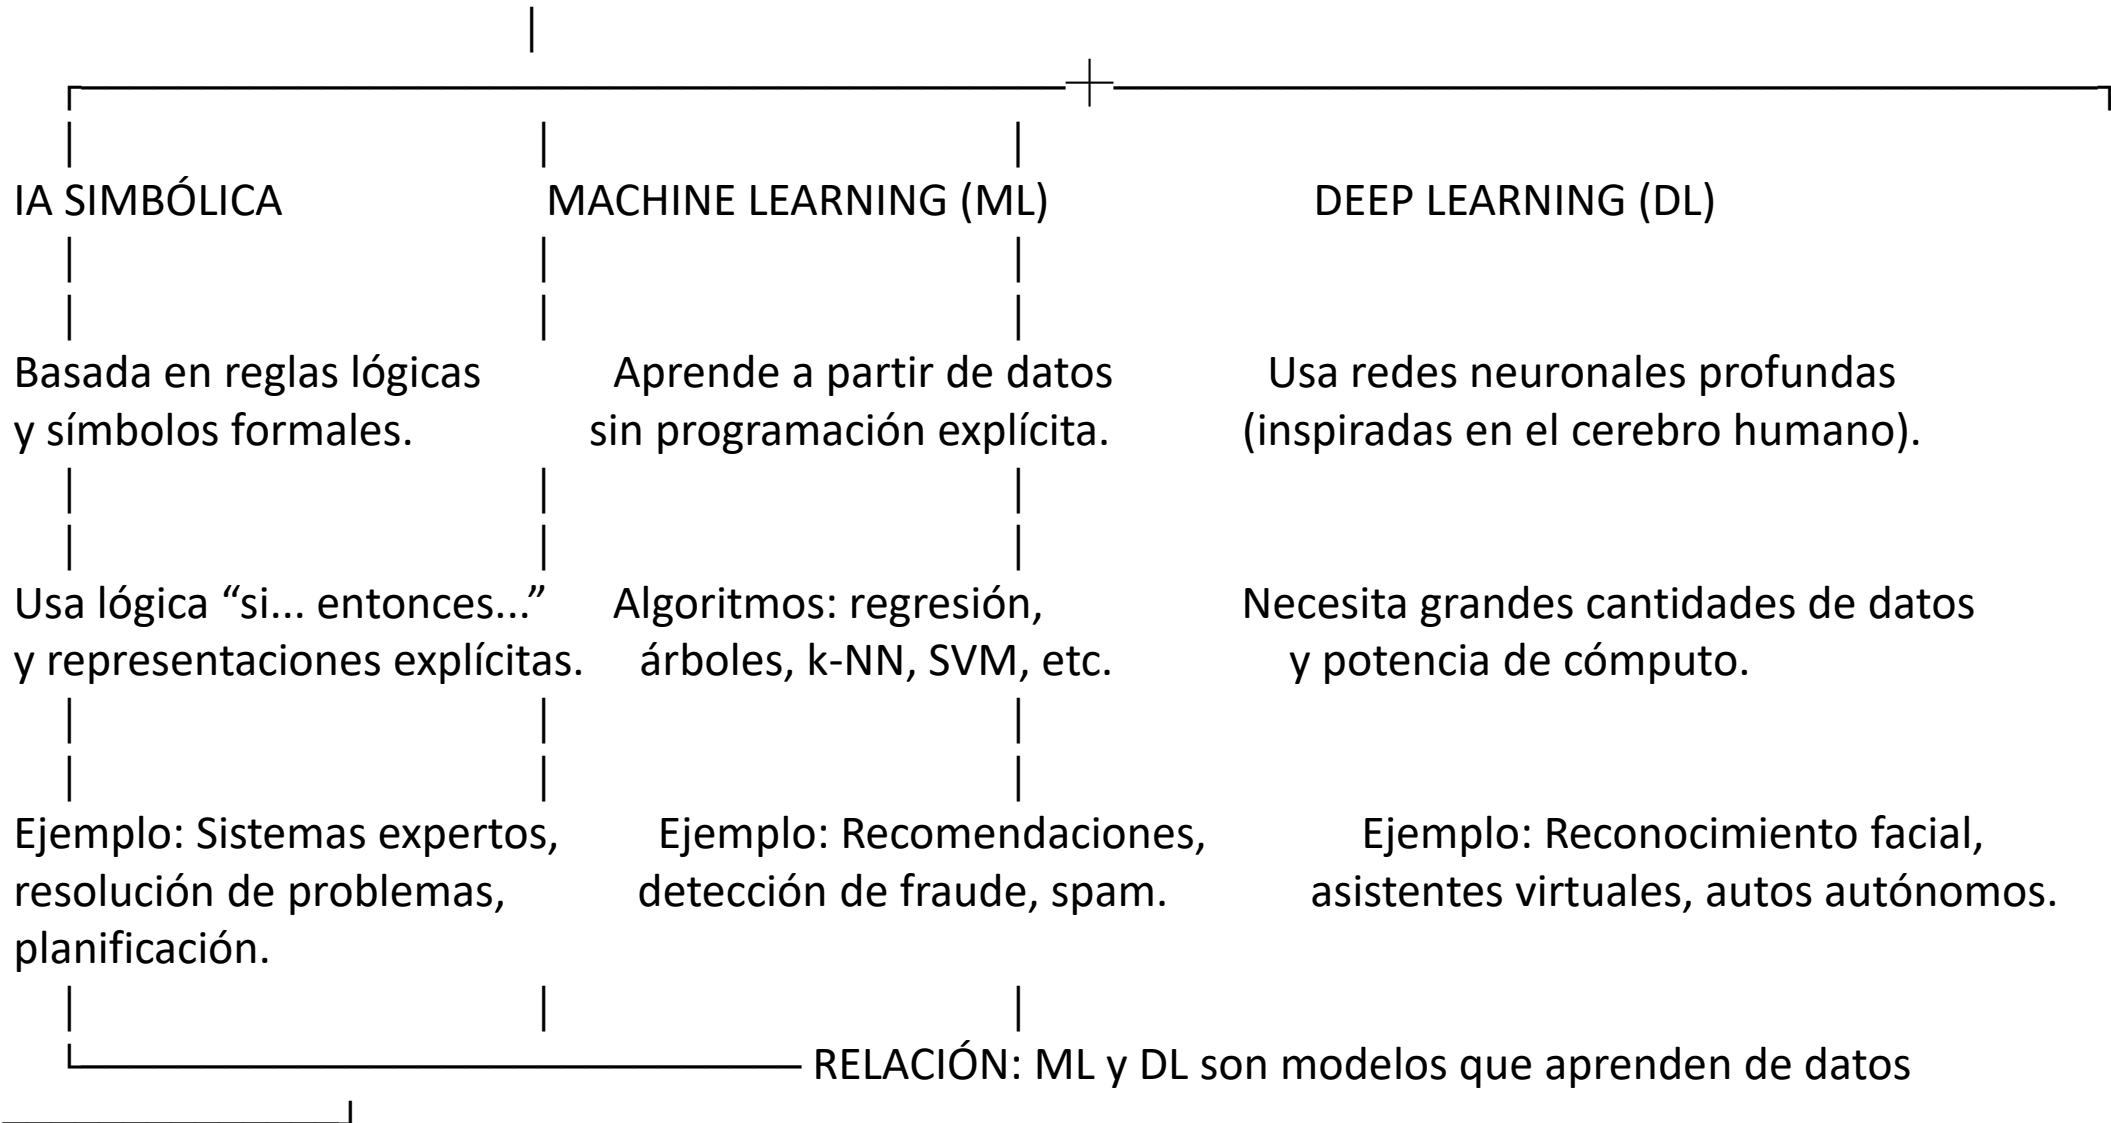 IA SIMBÓLICA MACHINE LEARNING (ML) DEEP LEARNING (DL)
Basada en reglas lógicas Aprende a partir de datos Usa redes neuronales profundas
y símbolos formales. sin programación explícita. (inspiradas en el cerebro humano).
Usa lógica “si... entonces...” Algoritmos: regresión, Necesita grandes cantidades de datos
y representaciones explícitas. árboles, k-NN, SVM, etc. y potencia de cómputo.
Ejemplo: Sistemas expertos, Ejemplo: Recomendaciones, Ejemplo: Reconocimiento facial,
resolución de problemas, detección de fraude, spam. asistentes virtuales, autos autónomos.
planificación.
RELACIÓN: ML y DL son modelos que aprenden de datos